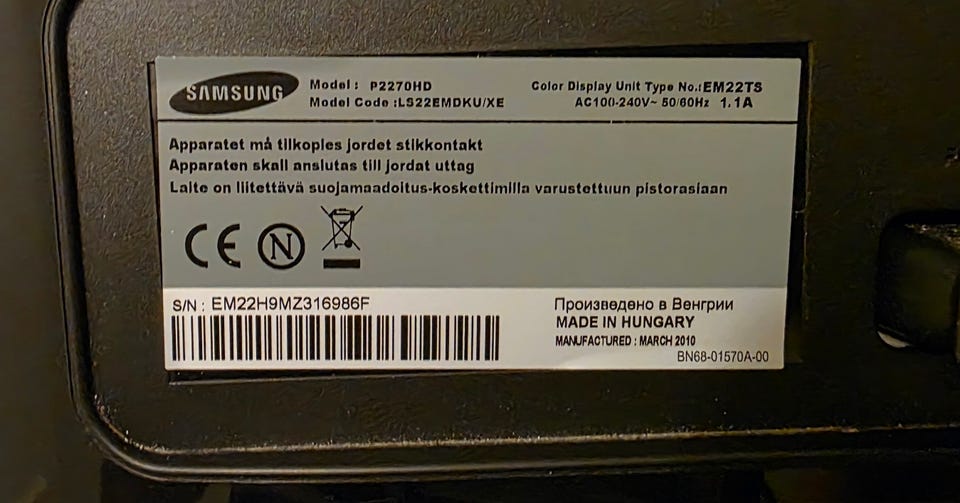 SAMSUNG
Model : P2270HD
Model Code :LS22EMDKU/XE
Color Display Unit Type No.:EM22TS
AC100-240V~ 50/60Hz 1.1A
Apparatet må tilkoples jordet stikkontakt
Apparaten skall anslutas till jordat uttag
Laite on liitettävä suojamaadoitus-koskettimilla varustettuun pistorasiaan
CE N
S/N : EM22H9MZ316986F
Произведено в Венгрии
MADE IN HUNGARY
MANUFACTURED : MARCH 2010
BN68-01570A-00